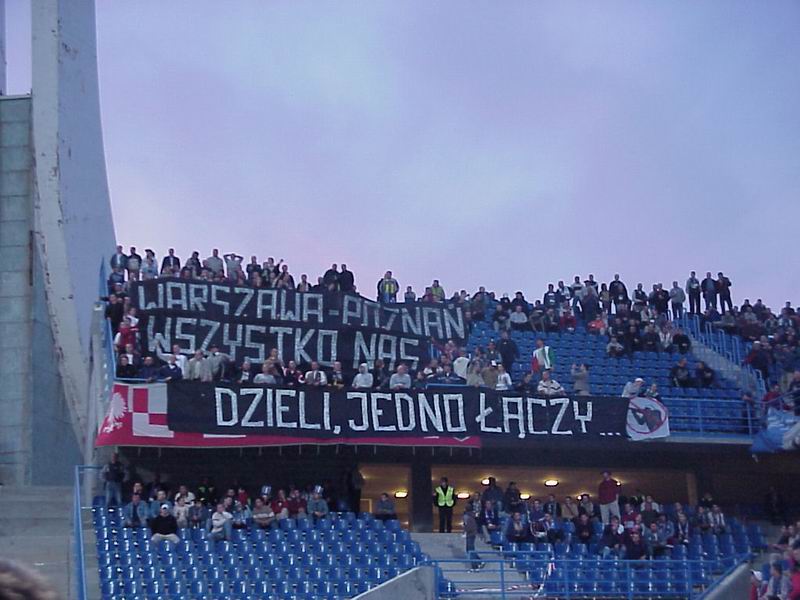 WARSZAWA-POZNAŃ
WSZYSTKO NAS
DZIELI, JEDNO ŁĄCZY...